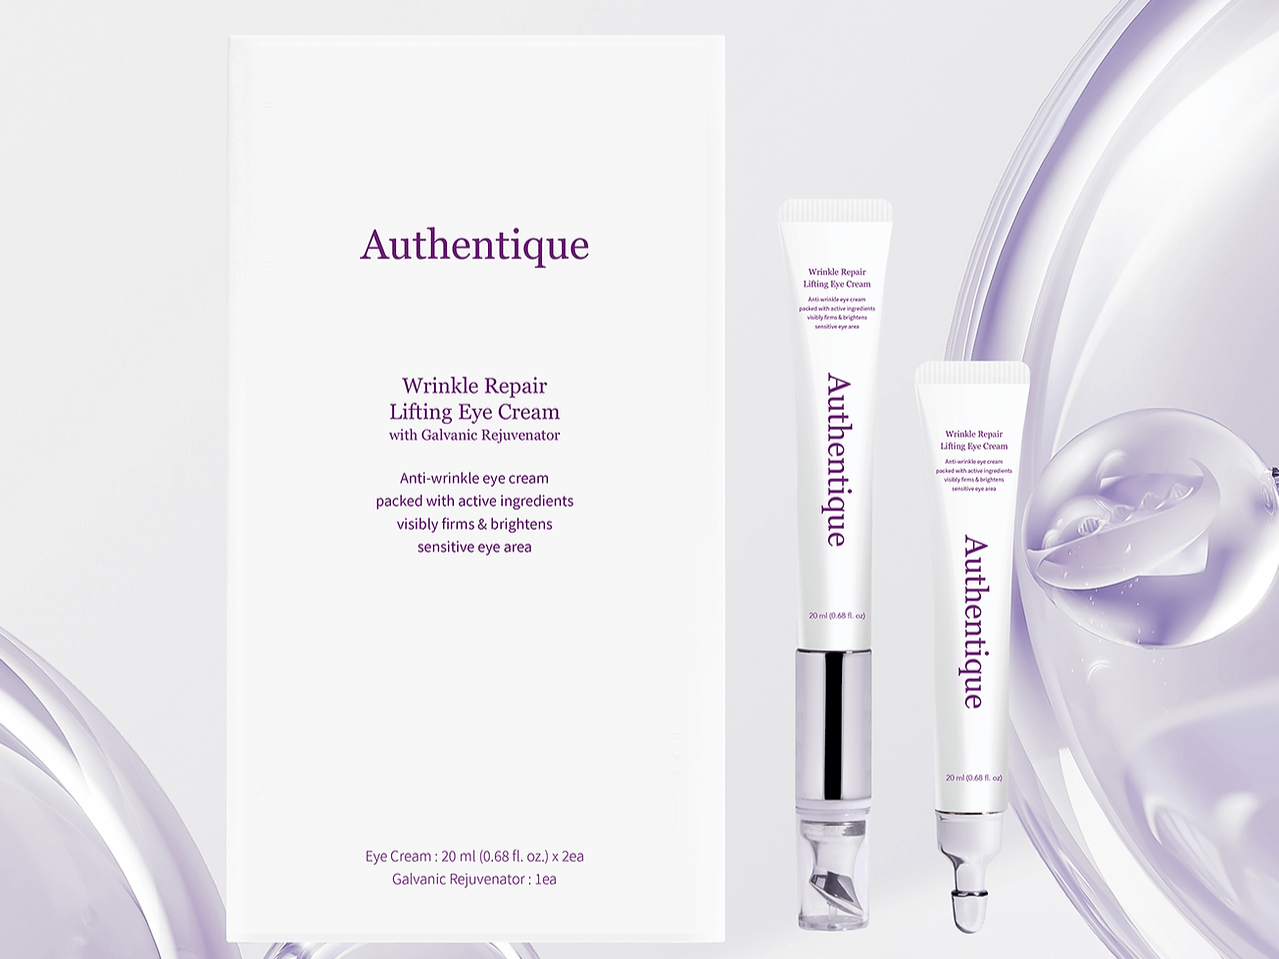 Authentique
Wrinkle Repair
Lifting Eye Cream
with Galvanic Rejuvenator
Anti-wrinkle eye cream
packed with active ingredients
visibly firms & brightens
sensitive eye area
Eye Cream : 20 ml (0.68 fl. oz.) x 2ea
Galvanic Rejuvenator : 1ea
Wrinkle Repair
Lifting Eye Cream
Anti-wrinkle eye cream
packed with active ingredients
visibly firms & brightens
sensitive eye area
Authentique
20 ml (0.68 fl. oz)
Wrinkle Repair
Lifting Eye Cream
Anti-wrinkle eye cream
packed with active ingredients
visibly firms & brightens
sensitive eye area
Authentique
20 ml (0.68 fl. oz)